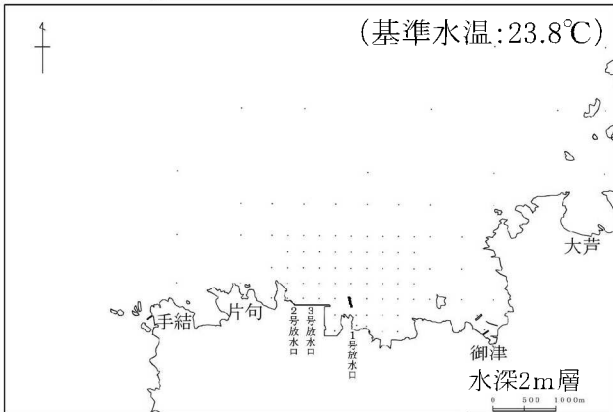 4
(基準水温:23.8℃)
大芦
手結
片句
2号放水口
3号放水口
1号放水口
御津
水深2m層
0 500 1000m